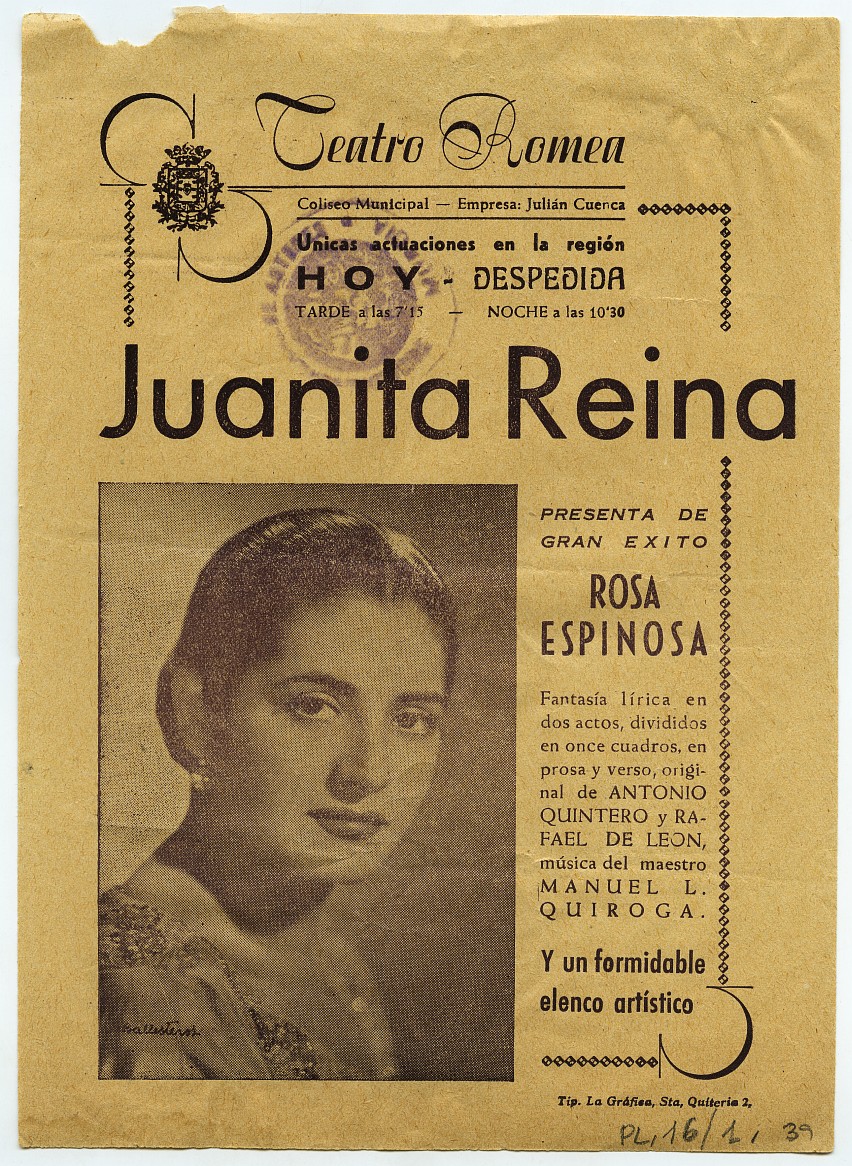 Teatro Romea
Coliseo Municipal — Empresa: Julián Cuenca
Unicas actuaciones en la región
HOY - DESPEDIDA
TARDE a las 7'15 — NOCHE a las 10'30
Juanita Reina
PRESENTA DE
GRAN EXITO
ROSA
ESPINOSA
Fantasía lírica en
dos actos, divididos
en once cuadros, en
prosa y verso, origi-
nal de ANTONIO
QUINTERO y RA-
FAEL DE LEON,
música del maestro
MANUEL L.
QUIROGA.
Y un formidable
elenco artístico
Ballesteros
Tip. La Gráfica, Sta, Quiteria 2,
PL, 16/1, 39